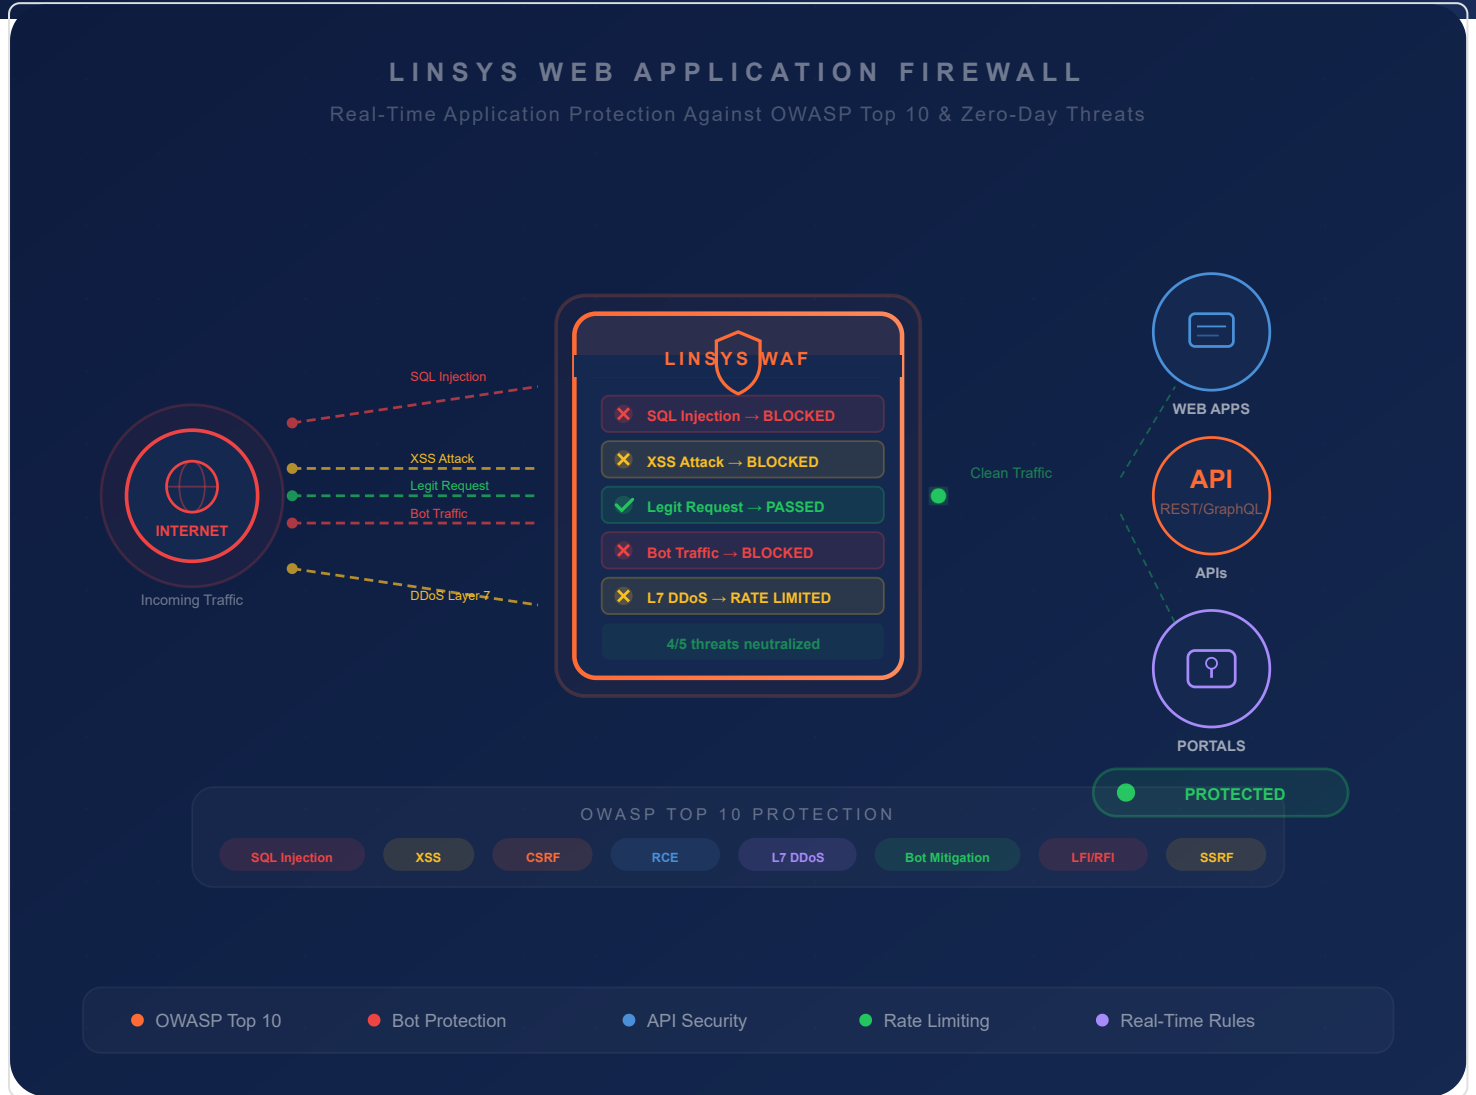 LINSYS WEB APPLICATION FIREWALL
Real-Time Application Protection Against OWASP Top 10 & Zero-Day Threats
INTERNET
Incoming Traffic
SQL Injection
XSS Attack
Legit Request
Bot Traffic
DDoS Layer 7
LINSYS WAF
SQL Injection → BLOCKED
XSS Attack → BLOCKED
Legit Request → PASSED
Bot Traffic → BLOCKED
L7 DDoS → RATE LIMITED
4/5 threats neutralized
Clean Traffic
WEB APPS
API
REST/GraphQL
APIs
PORTALS
PROTECTED
OWASP TOP 10 PROTECTION
SQL Injection XSS CSRF RCE L7 DDoS Bot Mitigation LFI/RFI SSRF
OWASP Top 10 Bot Protection API Security Rate Limiting Real-Time Rules